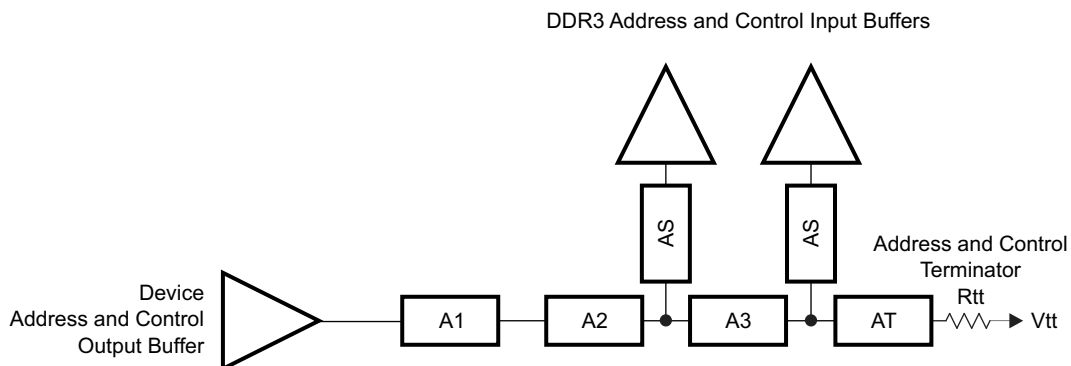 DDR3 Address and Control Input Buffers
AS
AS
Address and Control
Terminator
Rtt
Device
Address and Control
Output Buffer
A1
A2
A3
AT
Vtt